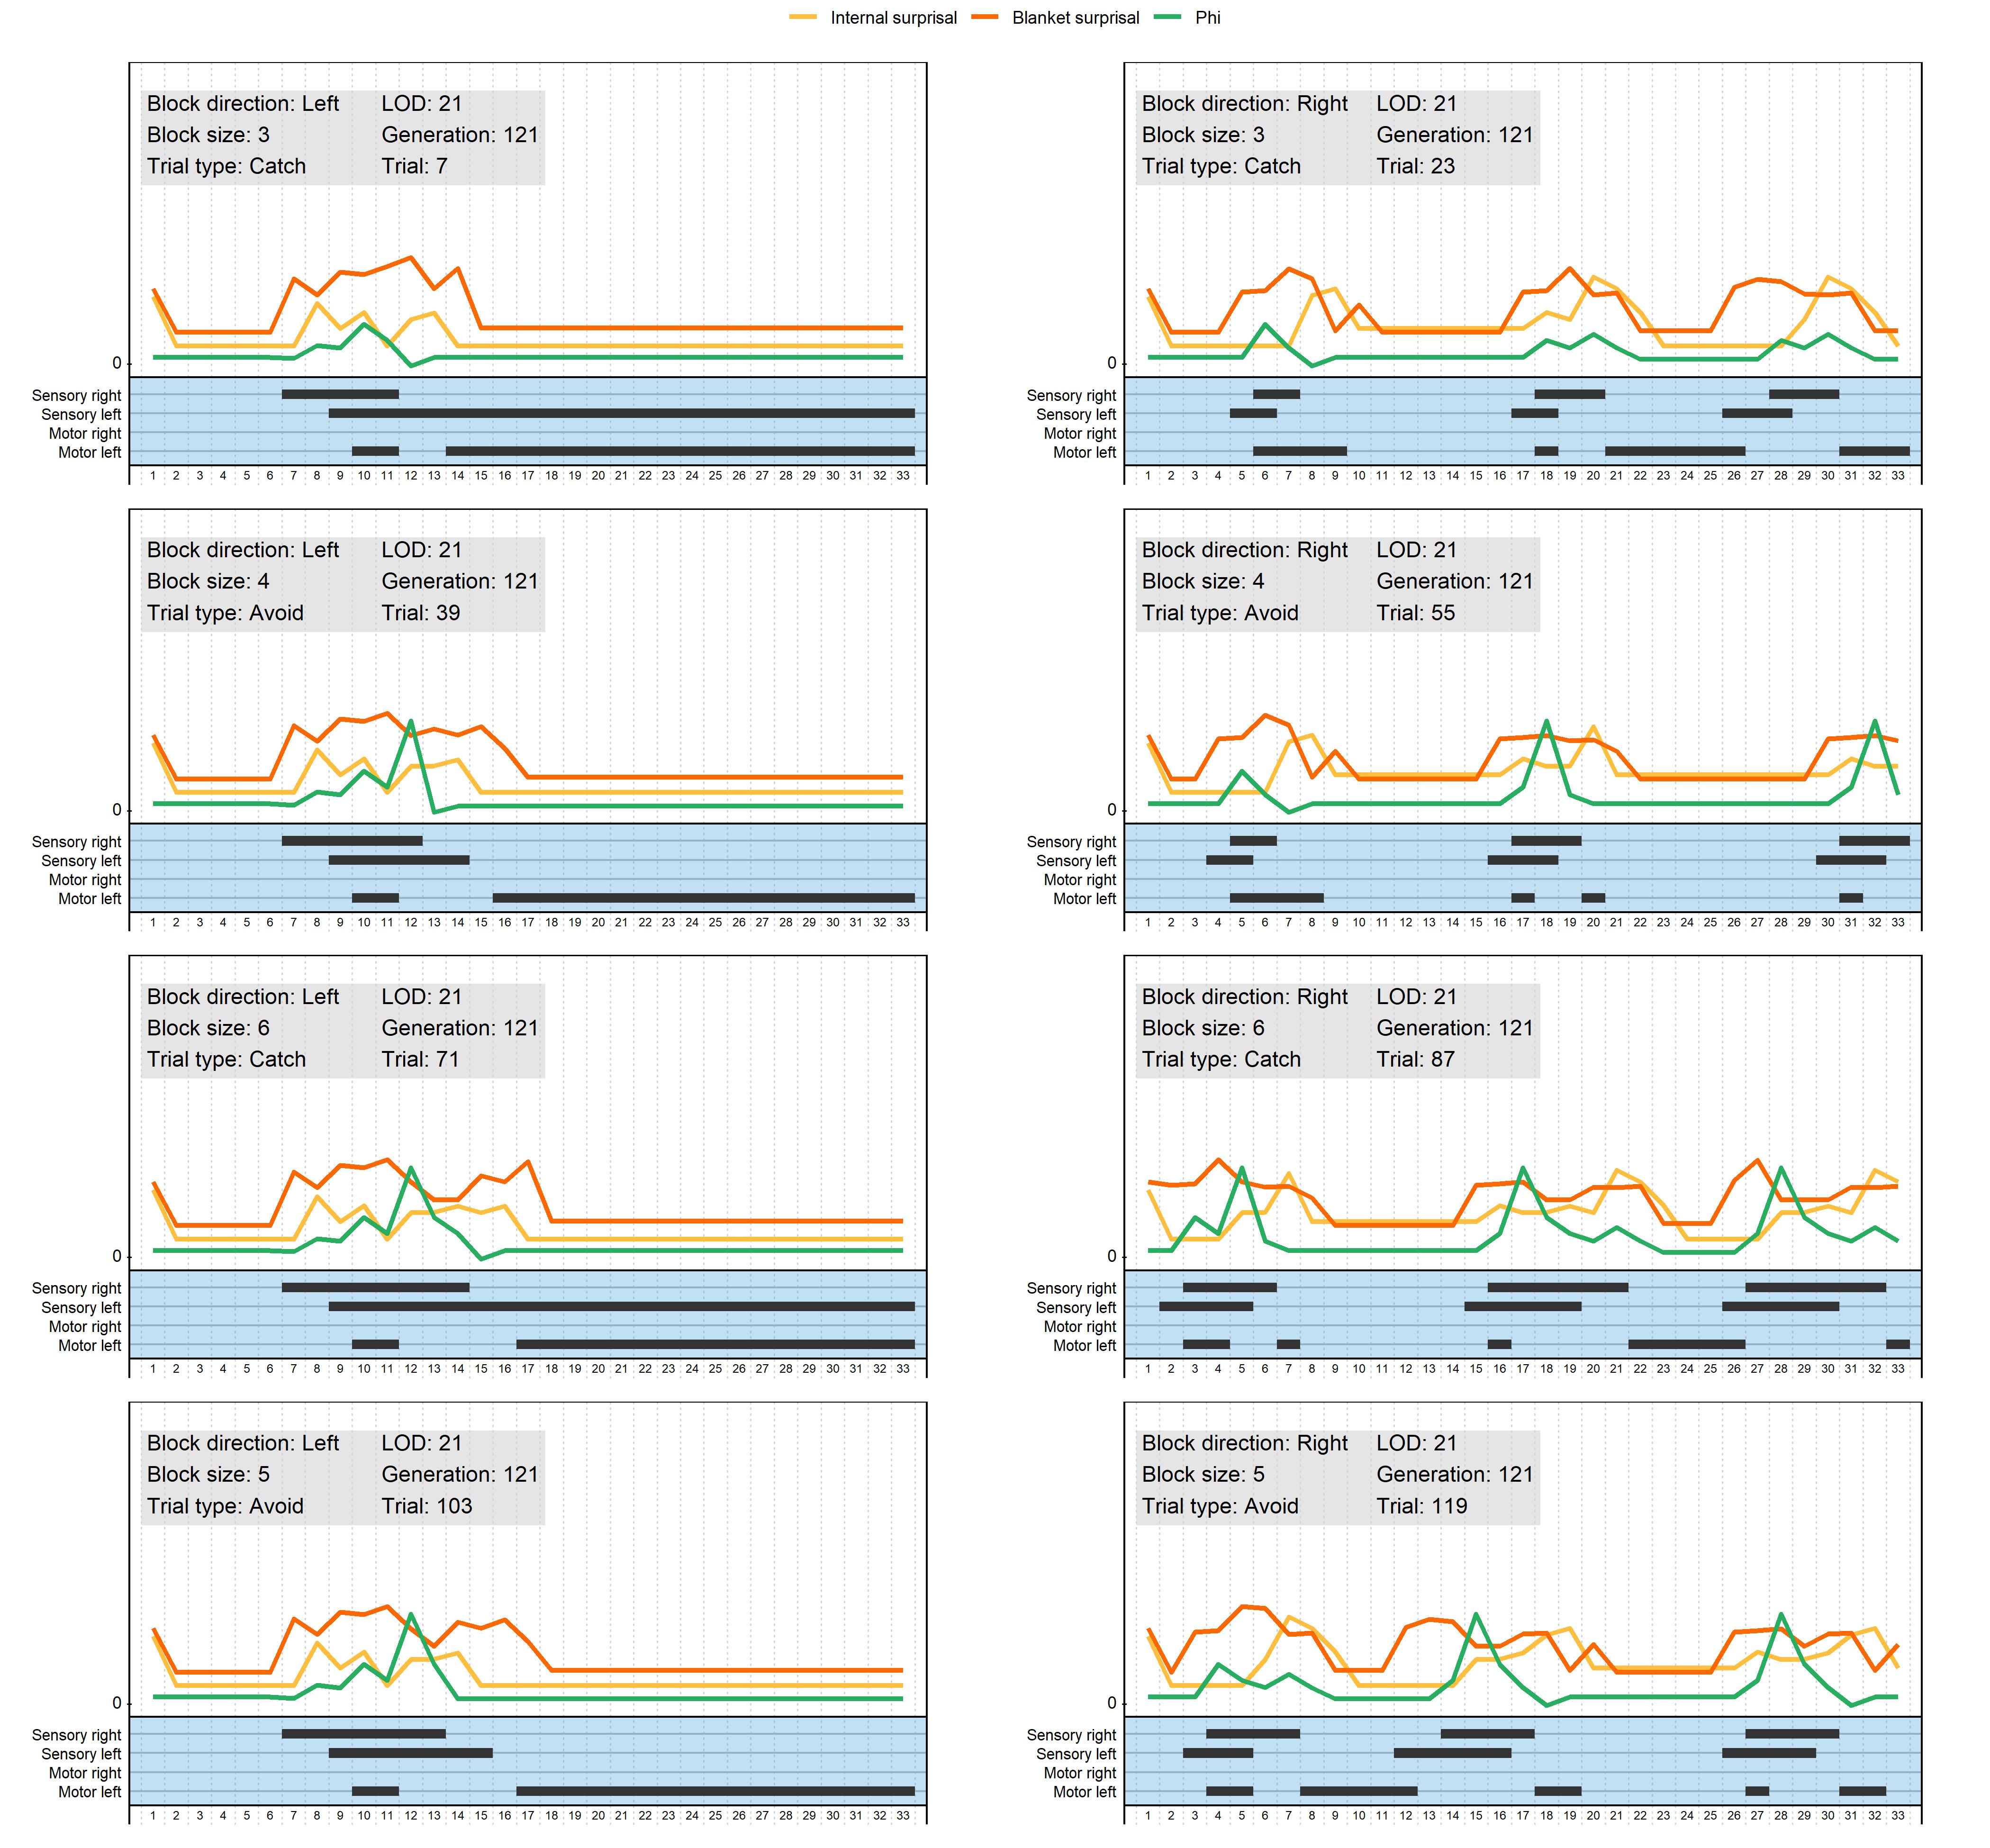 Internal surprisal Blanket surprisal Phi
Block direction: Left LOD: 21
Block size: 3 Generation: 121
Trial type: Catch Trial: 7
0
Sensory right
Sensory left
Motor right
Motor left
1 2 3 4 5 6 7 8 9 10 11 12 13 14 15 16 17 18 19 20 21 22 23 24 25 26 27 28 29 30 31 32 33
Block direction: Right LOD: 21
Block size: 3 Generation: 121
Trial type: Catch Trial: 23
0
Sensory right
Sensory left
Motor right
Motor left
1 2 3 4 5 6 7 8 9 10 11 12 13 14 15 16 17 18 19 20 21 22 23 24 25 26 27 28 29 30 31 32 33
Block direction: Left LOD: 21
Block size: 4 Generation: 121
Trial type: Avoid Trial: 39
0
Sensory right
Sensory left
Motor right
Motor left
1 2 3 4 5 6 7 8 9 10 11 12 13 14 15 16 17 18 19 20 21 22 23 24 25 26 27 28 29 30 31 32 33
Block direction: Right LOD: 21
Block size: 4 Generation: 121
Trial type: Avoid Trial: 55
0
Sensory right
Sensory left
Motor right
Motor left
1 2 3 4 5 6 7 8 9 10 11 12 13 14 15 16 17 18 19 20 21 22 23 24 25 26 27 28 29 30 31 32 33
Block direction: Left LOD: 21
Block size: 6 Generation: 121
Trial type: Catch Trial: 71
0
Sensory right
Sensory left
Motor right
Motor left
1 2 3 4 5 6 7 8 9 10 11 12 13 14 15 16 17 18 19 20 21 22 23 24 25 26 27 28 29 30 31 32 33
Block direction: Right LOD: 21
Block size: 6 Generation: 121
Trial type: Catch Trial: 87
0
Sensory right
Sensory left
Motor right
Motor left
1 2 3 4 5 6 7 8 9 10 11 12 13 14 15 16 17 18 19 20 21 22 23 24 25 26 27 28 29 30 31 32 33
Block direction: Left LOD: 21
Block size: 5 Generation: 121
Trial type: Avoid Trial: 103
0
Sensory right
Sensory left
Motor right
Motor left
1 2 3 4 5 6 7 8 9 10 11 12 13 14 15 16 17 18 19 20 21 22 23 24 25 26 27 28 29 30 31 32 33
Block direction: Right LOD: 21
Block size: 5 Generation: 121
Trial type: Avoid Trial: 119
0
Sensory right
Sensory left
Motor right
Motor left
1 2 3 4 5 6 7 8 9 10 11 12 13 14 15 16 17 18 19 20 21 22 23 24 25 26 27 28 29 30 31 32 33